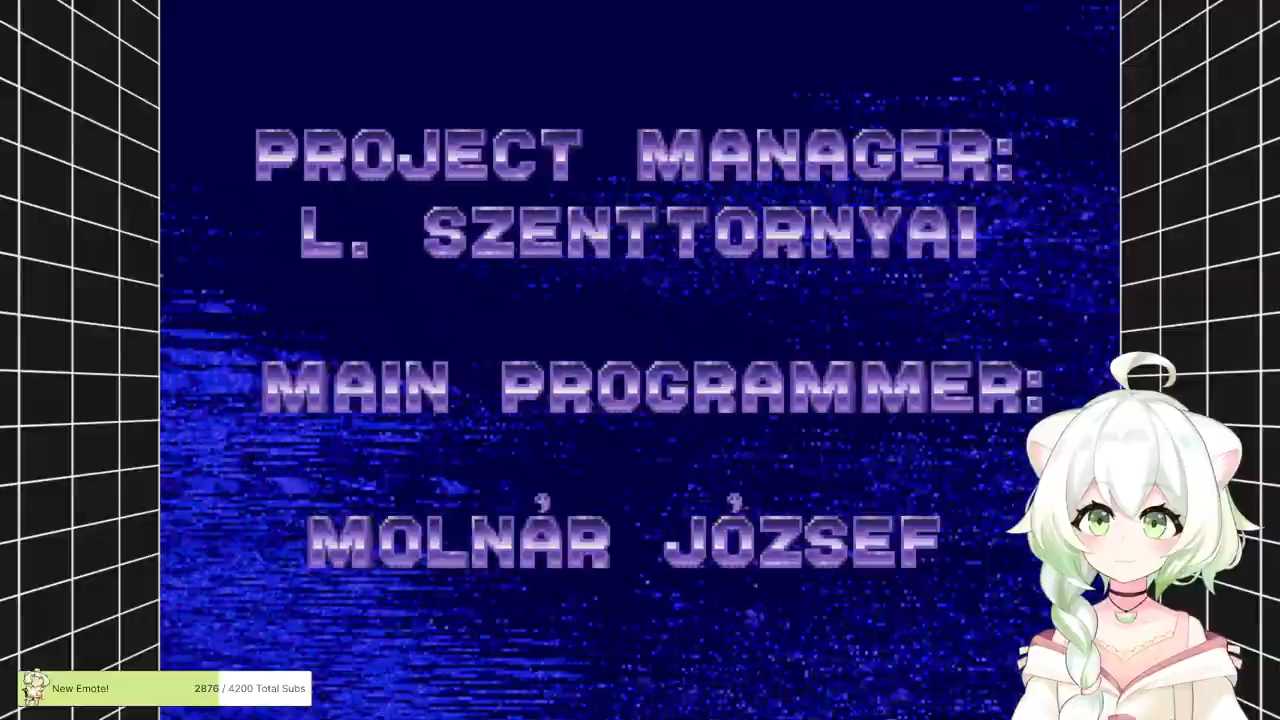 PROJECT MANAGER:
L. SZENTTORNYAI
MAIN PROGRAMMER:
MOLNÁR JÓZSEF
New Emote! 2876 / 4200 Total Subs